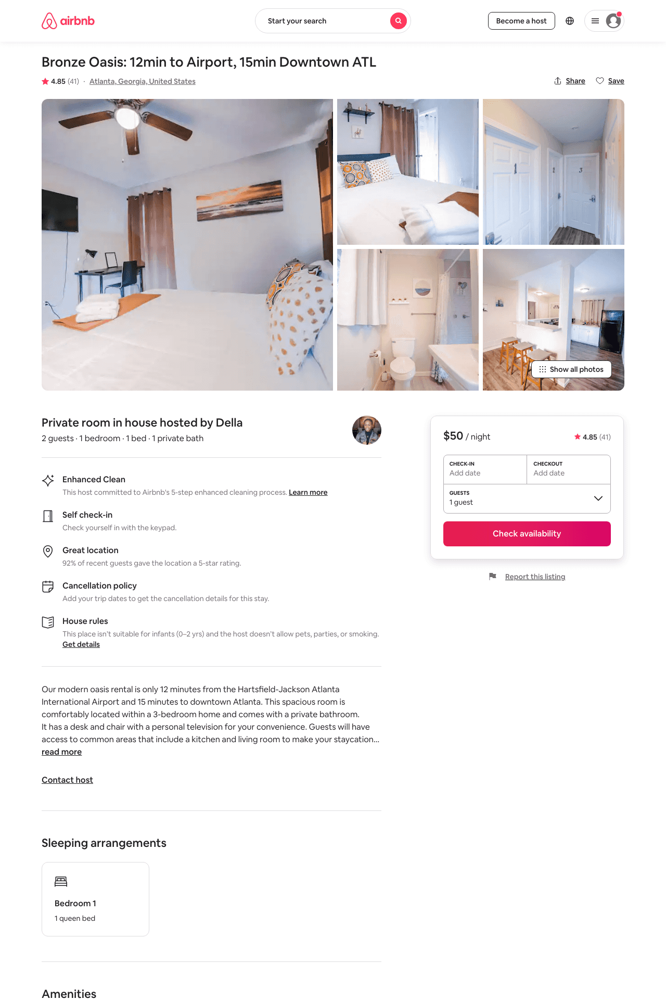 airbnb
Start your search
Become a host
Bronze Oasis: 12min to Airport, 15min Downtown ATL
4.85 (41) · Atlanta, Georgia, United States
Share
Save
1
2
3
Show all photos
Private room in house hosted by Della
2 guests · 1 bedroom · 1 bed · 1 private bath
Enhanced Clean
This host committed to Airbnb's 5-step enhanced cleaning process. Learn more
Self check-in
Check yourself in with the keypad.
Great location
92% of recent guests gave the location a 5-star rating.
Cancellation policy
Add your trip dates to get the cancellation details for this stay.
House rules
This place isn’t suitable for infants (0–2 yrs) and the host doesn’t allow pets, parties, or smoking.
Get details
$50 / night
4.85 (41)
CHECK-IN
Add date
CHECKOUT
Add date
GUESTS
1 guest
Check availability
Report this listing
Our modern oasis rental is only 12 minutes from the Hartsfield-Jackson Atlanta
International Airport and 15 minutes to downtown Atlanta. This spacious room is
comfortably located within a 3-bedroom home and comes with a private bathroom.
It has a desk and chair with a personal television for your convenience. Guests will have
access to common areas that include a kitchen and living room to make your staycation...
read more
Contact host
Sleeping arrangements
Bedroom 1
1 queen bed
Amenities